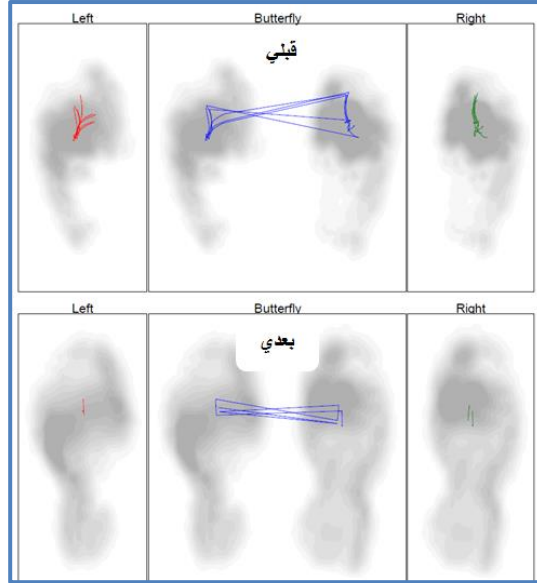 Left Butterfly Right
قبلي
Left Butterfly Right
بعدي